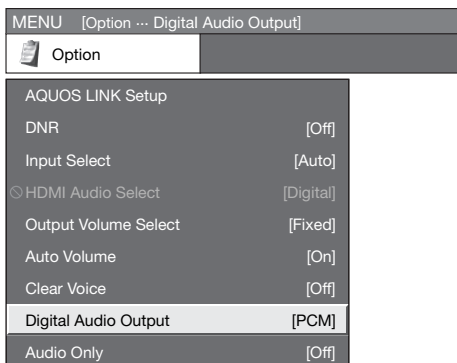 MENU [Option ··· Digital Audio Output]
Option
AQUOS LINK Setup
DNR [Off]
Input Select [Auto]
HDMI Audio Select [Digital]
Output Volume Select [Fixed]
Auto Volume [On]
Clear Voice [Off]
Digital Audio Output [PCM]
Audio Only [Off]